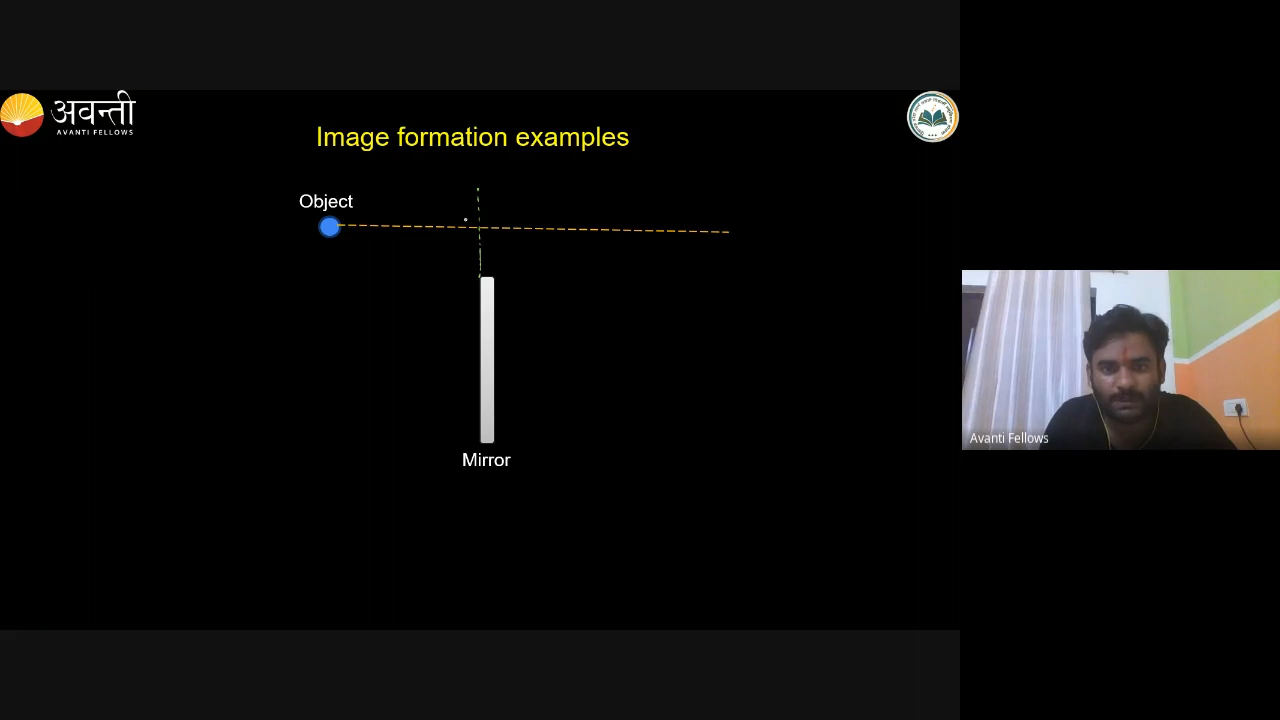 अवन्ती
AVANTI FELLOWS
Image formation examples
Object
Mirror
Avanti Fellows